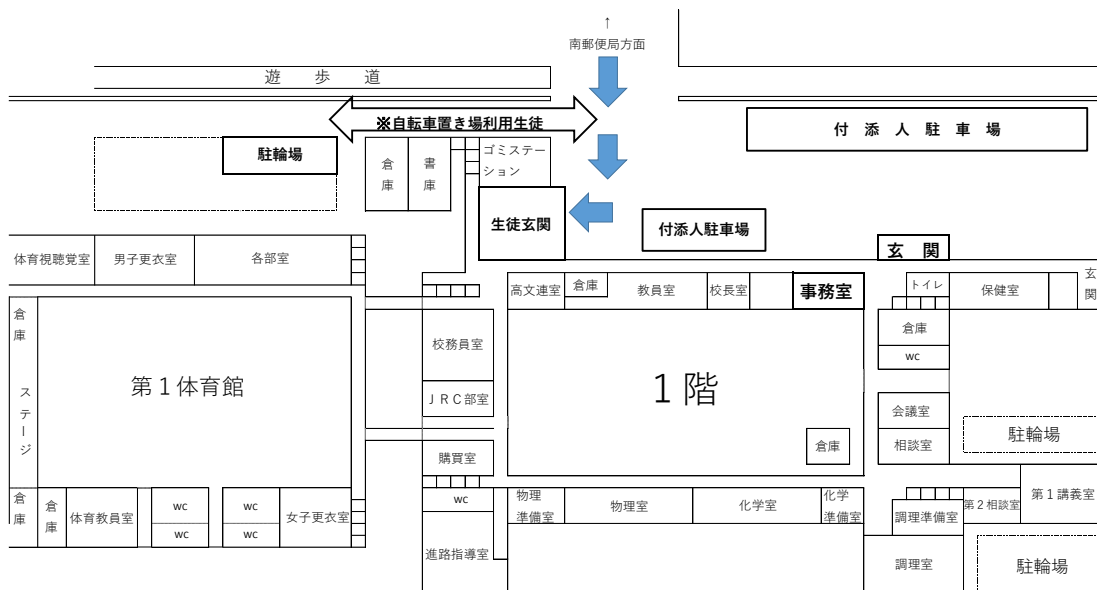 ↑
南郵便局方面
遊 歩 道
※自転車置き場利用生徒
付 添 人 駐 車 場
駐輪場
倉庫
書庫
ゴミステー
ション
生徒玄関
付添人駐車場
玄 関
体育視聴覚室
男子更衣室
各部室
高文連室
倉庫
教員室
校長室
事務室
トイレ
保健室
玄関
倉庫
ステージ
第1体育館
校務員室
1階
倉庫
wc
JRC部室
会議室
相談室
駐輪場
倉庫
購買室
倉庫
倉庫
体育教員室
wc
wc
wc
wc
女子更衣室
wc
進路指導室
物理
準備室
物理室
化学室
化学
準備室
調理準備室
第2相談室
第1講義室
調理室
駐輪場